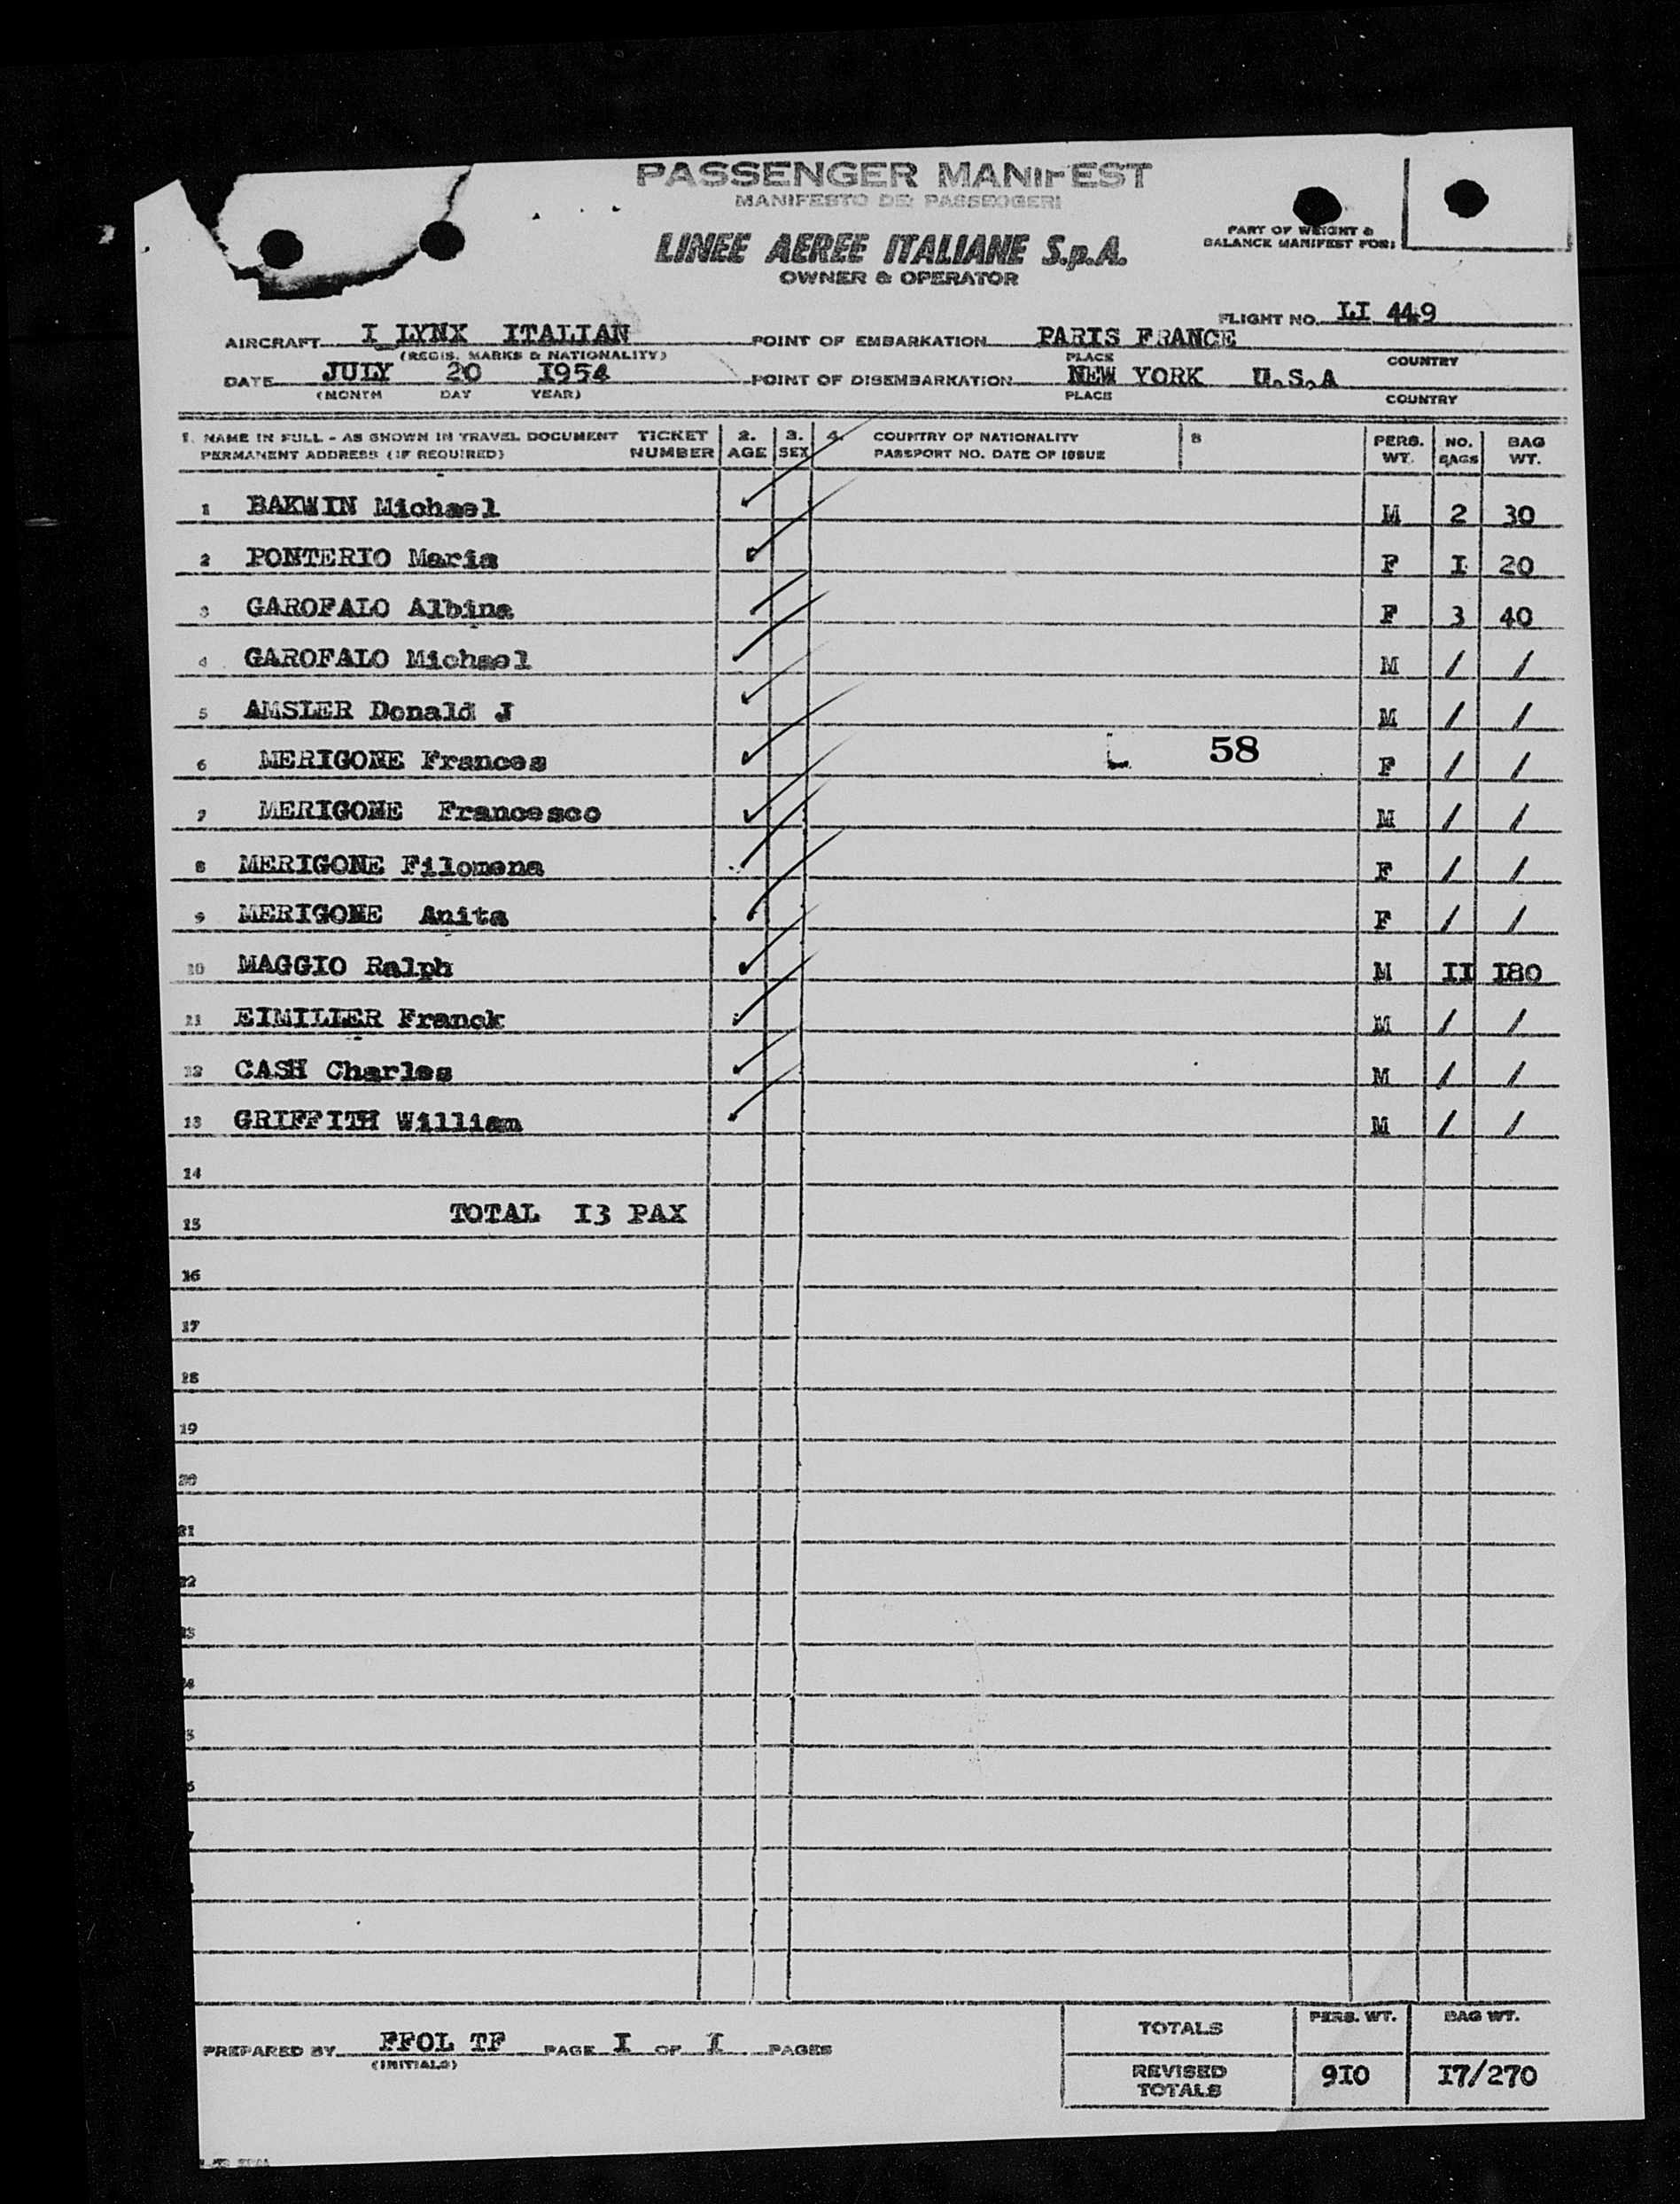 PASSENGER MANIFEST
MANIFESTO DEI PASSEGGERI
LINEE AEREE ITALIANE S.p.A.
OWNER & OPERATOR
PART OF WEIGHT &
BALANCE MANIFEST FOR:
FLIGHT NO. LI 449
AIRCRAFT I LYNX ITALIAN POINT OF EMBARKATION PARIS FRANCE
(REGIS. MARKS & NATIONALITY) PLACE COUNTRY
DATE JULY 20 I954 POINT OF DISEMBARKATION NEW YORK U.S.A
(MONTH DAY YEAR) PLACE COUNTRY
1. NAME IN FULL - AS SHOWN IN TRAVEL DOCUMENT TICKET 2. 3. 4. COUNTRY OF NATIONALITY PERS. NO. BAG
PERMANENT ADDRESS (IF REQUIRED) NUMBER AGE SEX PASSPORT NO. DATE OF ISSUE WT. BAGS WT.
1 BAKWIN Michael M 2 30
2 PONTERIO Maria F I 20
3 GAROFALO Albina F 3 40
4 GAROFALO Michael M / /
5 AMSLER Donald J M / /
6 MERIGONE Frances 58 F / /
7 MERIGONE Francesco M / /
8 MERIGONE Filomena F / /
9 MERIGONE Anita F / /
10 MAGGIO Ralph M II I80
11 EIMILIER Franck M / /
12 CASH Charles M / /
13 GRIFFITH William M / /
14
15 TOTAL I3 PAX
16
17
18
19
20
21
22
PREPARED BY FFOL TF PAGE I OF I PAGES
(INITIALS)
TOTALS PERS. WT. BAG WT.
REVISED
TOTALS 9I0 I7/270